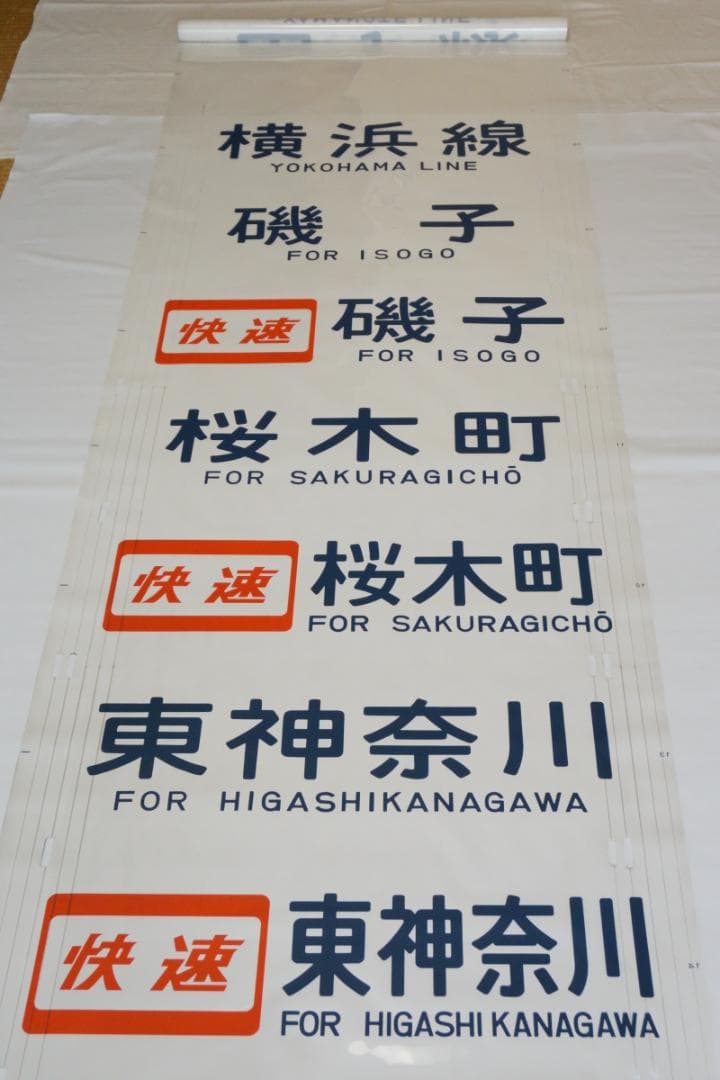 YAMANOTE LINE
横浜線
YOKOHAMA LINE
磯子
FOR ISOGO
快速 磯子
FOR ISOGO
桜木町
FOR SAKURAGICHŌ
快速 桜木町
FOR SAKURAGICHŌ
東神奈川
FOR HIGASHIKANAGAWA
快速 東神奈川
FOR HIGASHI KANAGAWA